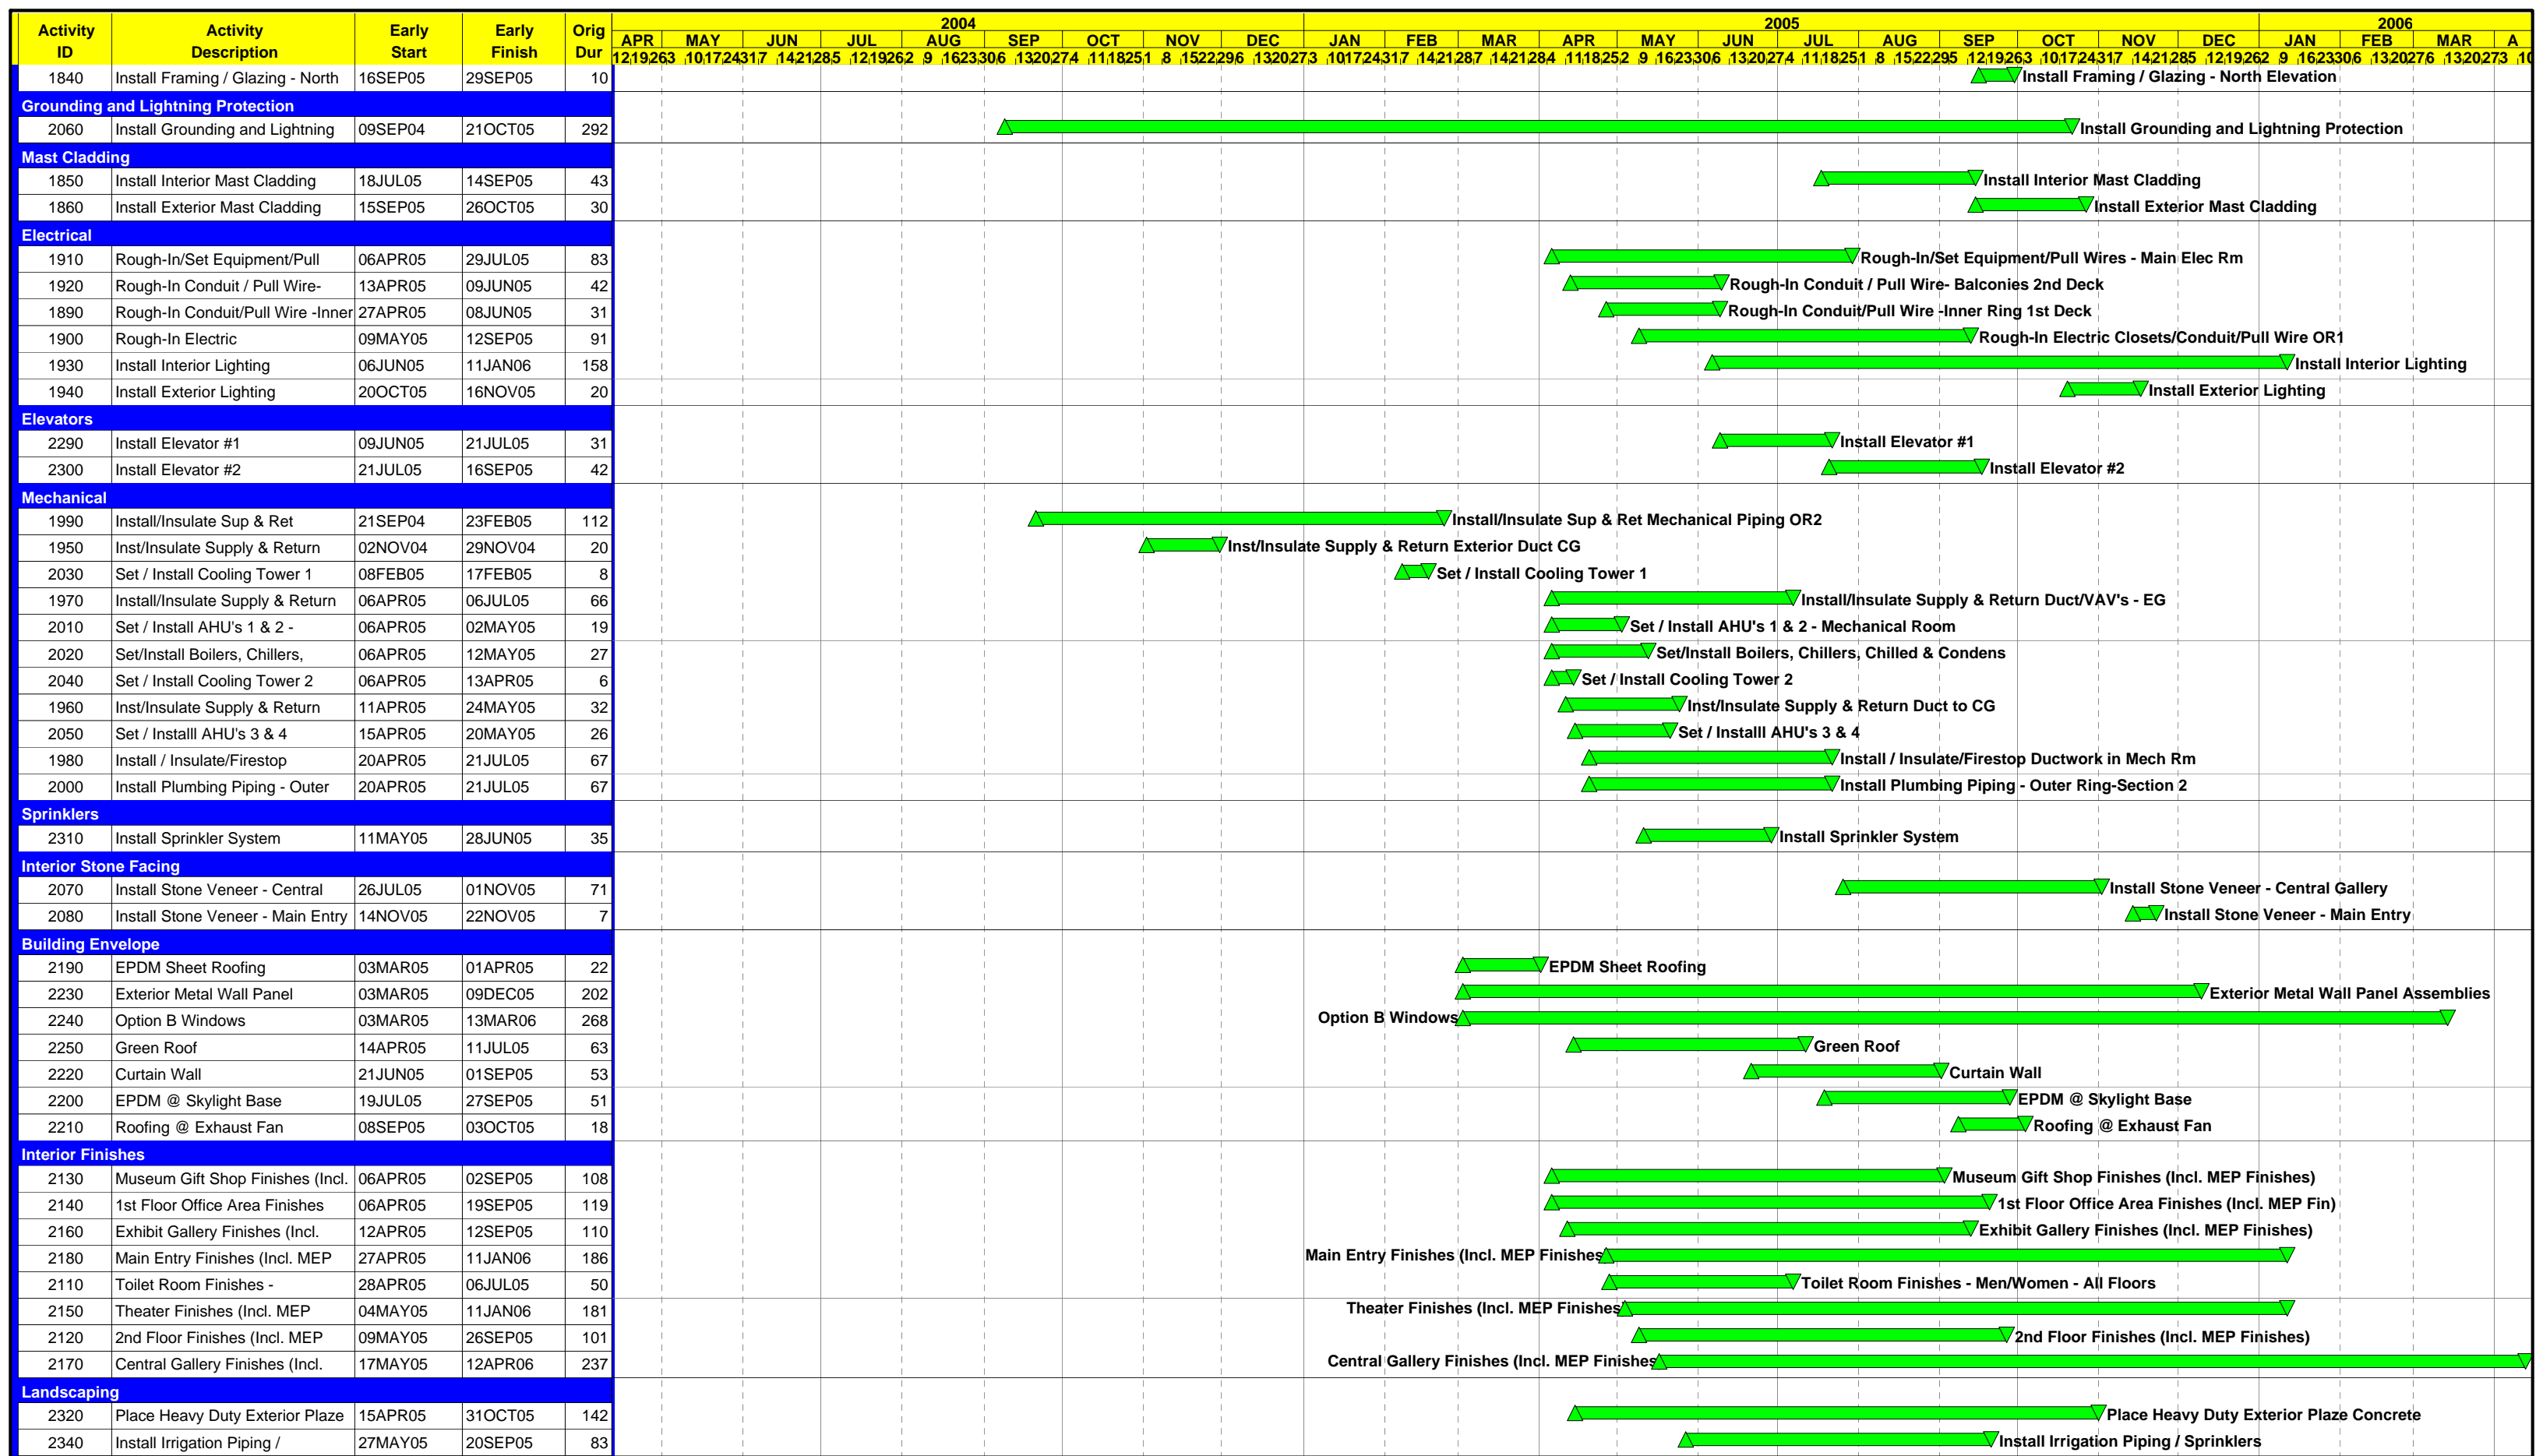 Activity Activity Early Early Orig 2004 2005 2006
ID Description Start Finish Dur APR MAY JUN JUL AUG SEP OCT NOV DEC JAN FEB MAR APR MAY JUN JUL AUG SEP OCT NOV DEC JAN FEB MAR A
1840 Install Framing / Glazing - North 16SEP05 29SEP05 10 Install Framing / Glazing - North Elevation
Grounding and Lightning Protection
2060 Install Grounding and Lightning 09SEP04 21OCT05 292 Install Grounding and Lightning Protection
Mast Cladding
1850 Install Interior Mast Cladding 18JUL05 14SEP05 43 Install Interior Mast Cladding
1860 Install Exterior Mast Cladding 15SEP05 26OCT05 30 Install Exterior Mast Cladding
Electrical
1910 Rough-In/Set Equipment/Pull 06APR05 29JUL05 83 Rough-In/Set Equipment/Pull Wires - Main Elec Rm
1920 Rough-In Conduit / Pull Wire- 13APR05 09JUN05 42 Rough-In Conduit / Pull Wire- Balconies 2nd Deck
1890 Rough-In Conduit/Pull Wire -Inner 27APR05 08JUN05 31 Rough-In Conduit/Pull Wire -Inner Ring 1st Deck
1900 Rough-In Electric 09MAY05 12SEP05 91 Rough-In Electric Closets/Conduit/Pull Wire OR1
1930 Install Interior Lighting 06JUN05 11JAN06 158 Install Interior Lighting
1940 Install Exterior Lighting 20OCT05 16NOV05 20 Install Exterior Lighting
Elevators
2290 Install Elevator #1 09JUN05 21JUL05 31 Install Elevator #1
2300 Install Elevator #2 21JUL05 16SEP05 42 Install Elevator #2
Mechanical
1990 Install/Insulate Sup & Ret 21SEP04 23FEB05 112 Install/Insulate Sup & Ret Mechanical Piping OR2
1950 Inst/Insulate Supply & Return 02NOV04 29NOV04 20 Inst/Insulate Supply & Return Exterior Duct CG
2030 Set / Install Cooling Tower 1 08FEB05 17FEB05 8 Set / Install Cooling Tower 1
1970 Install/Insulate Supply & Return 06APR05 06JUL05 66 Install/Insulate Supply & Return Duct/VAV's - EG
2010 Set / Install AHU's 1 & 2 - 06APR05 02MAY05 19 Set / Install AHU's 1 & 2 - Mechanical Room
2020 Set/Install Boilers, Chillers, 06APR05 12MAY05 27 Set/Install Boilers, Chillers, Chilled & Condens
2040 Set / Install Cooling Tower 2 06APR05 13APR05 6 Set / Install Cooling Tower 2
1960 Inst/Insulate Supply & Return 11APR05 24MAY05 32 Inst/Insulate Supply & Return Duct to CG
2050 Set / Installl AHU's 3 & 4 15APR05 20MAY05 26 Set / Installl AHU's 3 & 4
1980 Install / Insulate/Firestop 20APR05 21JUL05 67 Install / Insulate/Firestop Ductwork in Mech Rm
2000 Install Plumbing Piping - Outer 20APR05 21JUL05 67 Install Plumbing Piping - Outer Ring-Section 2
Sprinklers
2310 Install Sprinkler System 11MAY05 28JUN05 35 Install Sprinkler System
Interior Stone Facing
2070 Install Stone Veneer - Central 26JUL05 01NOV05 71 Install Stone Veneer - Central Gallery
2080 Install Stone Veneer - Main Entry 14NOV05 22NOV05 7 Install Stone Veneer - Main Entry
Building Envelope
2190 EPDM Sheet Roofing 03MAR05 01APR05 22 EPDM Sheet Roofing
2230 Exterior Metal Wall Panel 03MAR05 09DEC05 202 Exterior Metal Wall Panel Assemblies
2240 Option B Windows 03MAR05 13MAR06 268 Option B Windows
2250 Green Roof 14APR05 11JUL05 63 Green Roof
2220 Curtain Wall 21JUN05 01SEP05 53 Curtain Wall
2200 EPDM @ Skylight Base 19JUL05 27SEP05 51 EPDM @ Skylight Base
2210 Roofing @ Exhaust Fan 08SEP05 03OCT05 18 Roofing @ Exhaust Fan
Interior Finishes
2130 Museum Gift Shop Finishes (Incl. 06APR05 02SEP05 108 Museum Gift Shop Finishes (Incl. MEP Finishes)
2140 1st Floor Office Area Finishes 06APR05 19SEP05 119 1st Floor Office Area Finishes (Incl. MEP Fin)
2160 Exhibit Gallery Finishes (Incl. 12APR05 12SEP05 110 Exhibit Gallery Finishes (Incl. MEP Finishes)
2180 Main Entry Finishes (Incl. MEP 27APR05 11JAN06 186 Main Entry Finishes (Incl. MEP Finishes
2110 Toilet Room Finishes - 28APR05 06JUL05 50 Toilet Room Finishes - Men/Women - All Floors
2150 Theater Finishes (Incl. MEP 04MAY05 11JAN06 181 Theater Finishes (Incl. MEP Finishes
2120 2nd Floor Finishes (Incl. MEP 09MAY05 26SEP05 101 2nd Floor Finishes (Incl. MEP Finishes)
2170 Central Gallery Finishes (Incl. 17MAY05 12APR06 237 Central Gallery Finishes (Incl. MEP Finishes
Landscaping
2320 Place Heavy Duty Exterior Plaze 15APR05 31OCT05 142 Place Heavy Duty Exterior Plaze Concrete
2340 Install Irrigation Piping / 27MAY05 20SEP05 83 Install Irrigation Piping / Sprinklers